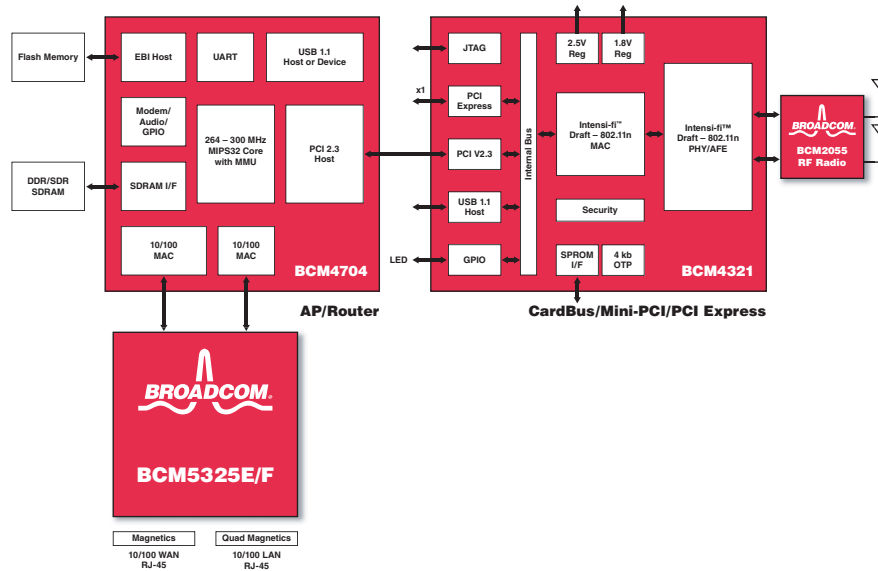 Flash Memory
EBI Host
UART
USB 1.1
Host or Device
Modem/
Audio/
GPIO
264 – 300 MHz
MIPS32 Core
with MMU
PCI 2.3
Host
DDR/SDR
SDRAM
SDRAM I/F
10/100
MAC
10/100
MAC
BCM4704
AP/Router
JTAG
x1
PCI
Express
PCI V2.3
USB 1.1
Host
LED
GPIO
Internal Bus
2.5V
Reg
1.8V
Reg
Intensi-fi™
Draft – 802.11n
MAC
Intensi-fi™
Draft – 802.11n
PHY/AFE
Security
SPROM
I/F
4 kb
OTP
BCM4321
CardBus/Mini-PCI/PCI Express
BROADCOM®
BCM2055
RF Radio
BROADCOM®
BCM5325E/F
Magnetics
10/100 WAN
RJ-45
Quad Magnetics
10/100 LAN
RJ-45